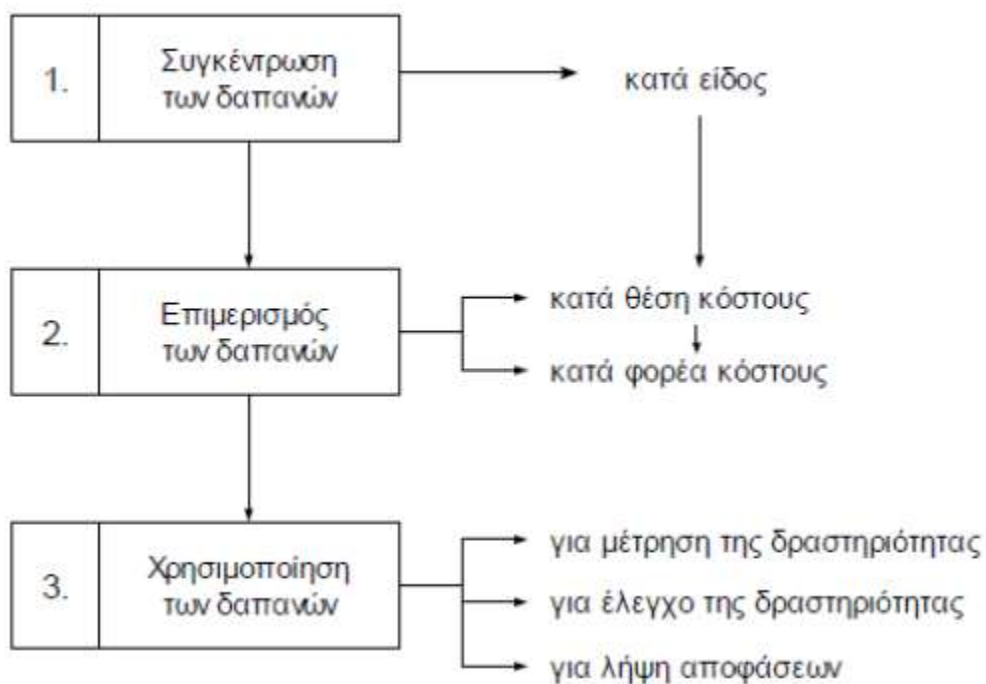 1.
Συγκέντρωση
των δαπανών
κατά είδος
2.
Επιμερισμός
των δαπανών
κατά θέση κόστους
κατά φορέα κόστους
3.
Χρησιμοποίηση
των δαπανών
για μέτρηση της δραστηριότητας
για έλεγχο της δραστηριότητας
για λήψη αποφάσεων